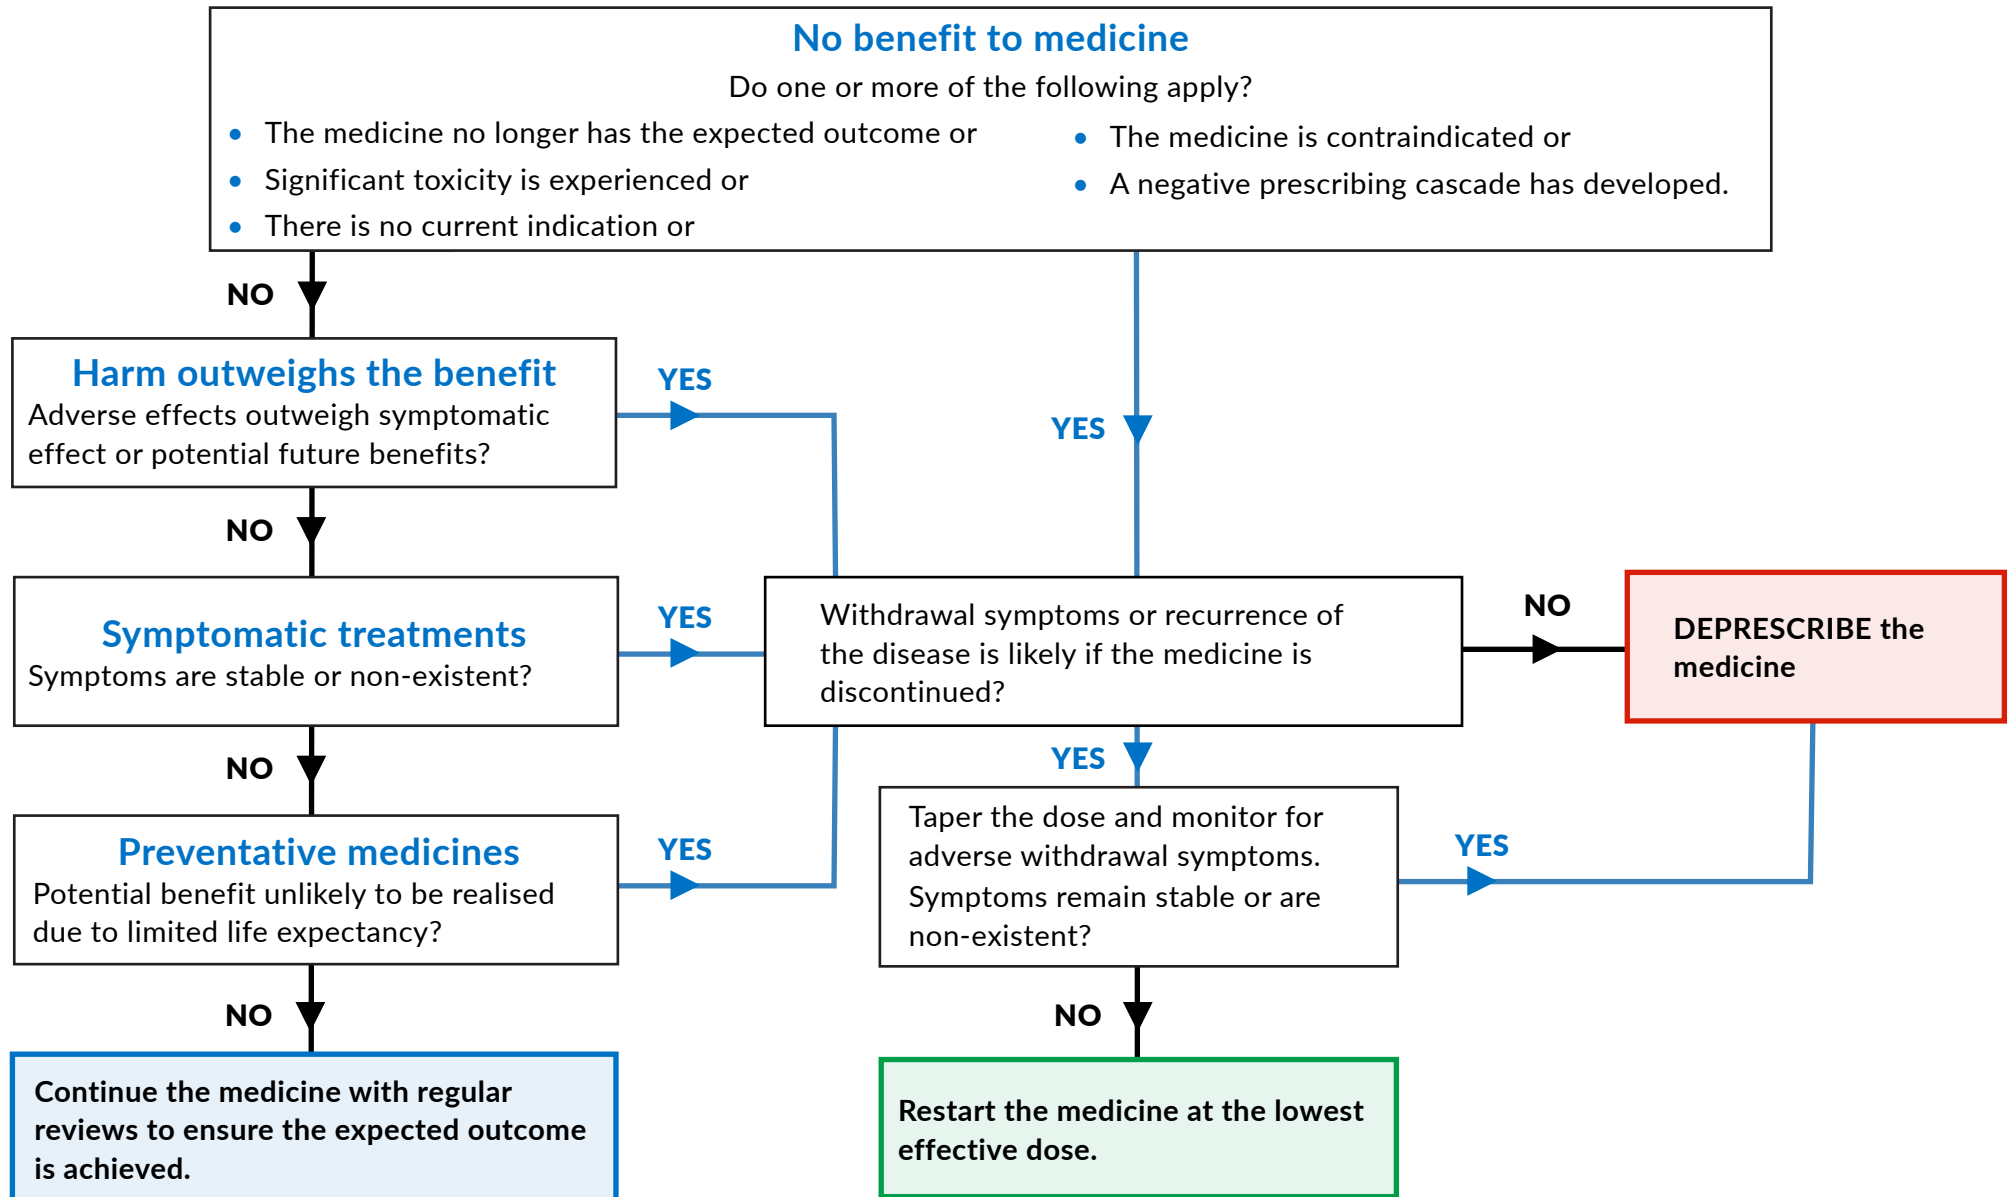 No benefit to medicine
Do one or more of the following apply?
• The medicine no longer has the expected outcome or
• Significant toxicity is experienced or
• There is no current indication or
• The medicine is contraindicated or
• A negative prescribing cascade has developed.
NO
YES
Harm outweighs the benefit
Adverse effects outweigh symptomatic
effect or potential future benefits?
YES
NO
Symptomatic treatments
Symptoms are stable or non-existent?
YES
Withdrawal symptoms or recurrence of
the disease is likely if the medicine is
discontinued?
NO
DEPRESCRIBE the
medicine
NO
YES
Preventative medicines
Potential benefit unlikely to be realised
due to limited life expectancy?
YES
Taper the dose and monitor for
adverse withdrawal symptoms.
Symptoms remain stable or are
non-existent?
YES
NO
NO
Continue the medicine with regular
reviews to ensure the expected outcome
is achieved.
Restart the medicine at the lowest
effective dose.